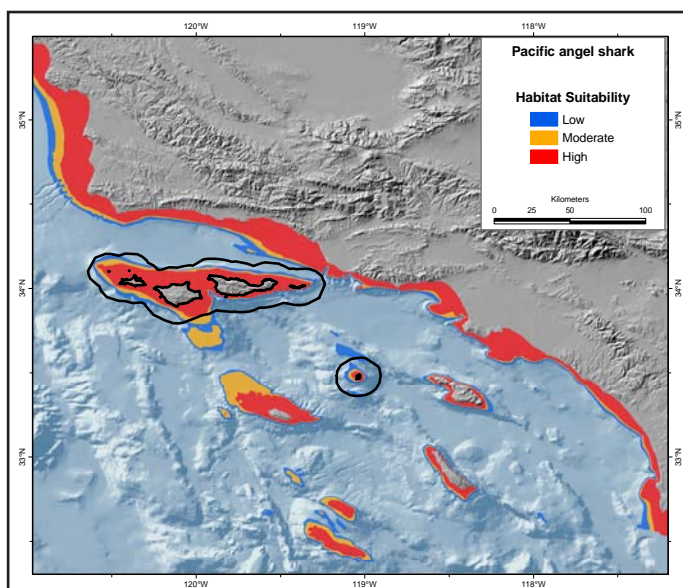 120°W
119°W
118°W
Pacific angel shark
Habitat Suitability
Low
Moderate
High
Kilometers
0 25 50 100
35°N
35°N
34°N
34°N
33°N
33°N
120°W
119°W
118°W